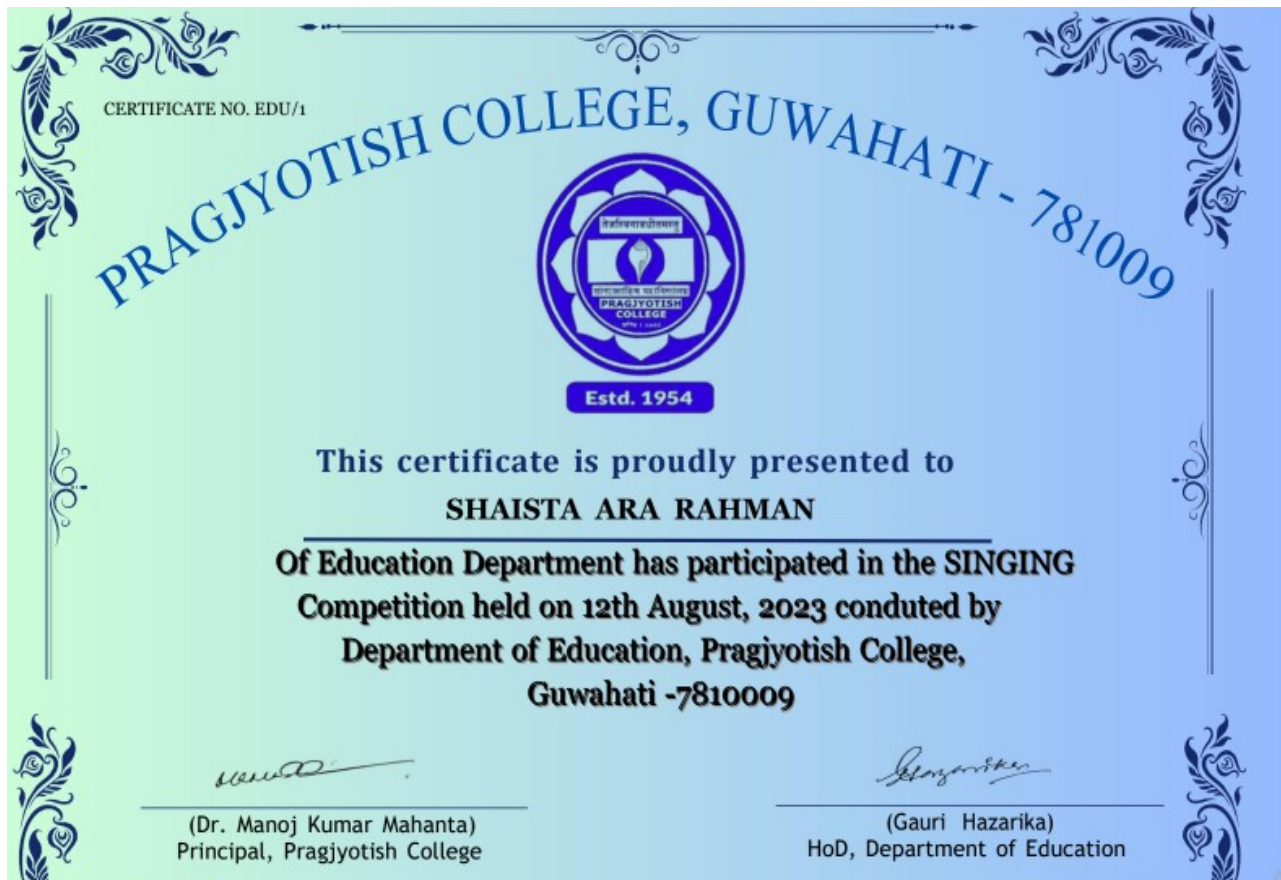 CERTIFICATE NO. EDU/1
PRAGJYOTISH COLLEGE, GUWAHATI - 781009
तेजस्विनावधीतमस्तु
PRAGJYOTISH
COLLEGE
Estd. 1954
This certificate is proudly presented to
SHAISTA ARA RAHMAN
Of Education Department has participated in the SINGING
Competition held on 12th August, 2023 conduted by
Department of Education, Pragjyotish College,
Guwahati -7810009
(Dr. Manoj Kumar Mahanta)
Principal, Pragjyotish College
(Gauri Hazarika)
HoD, Department of Education